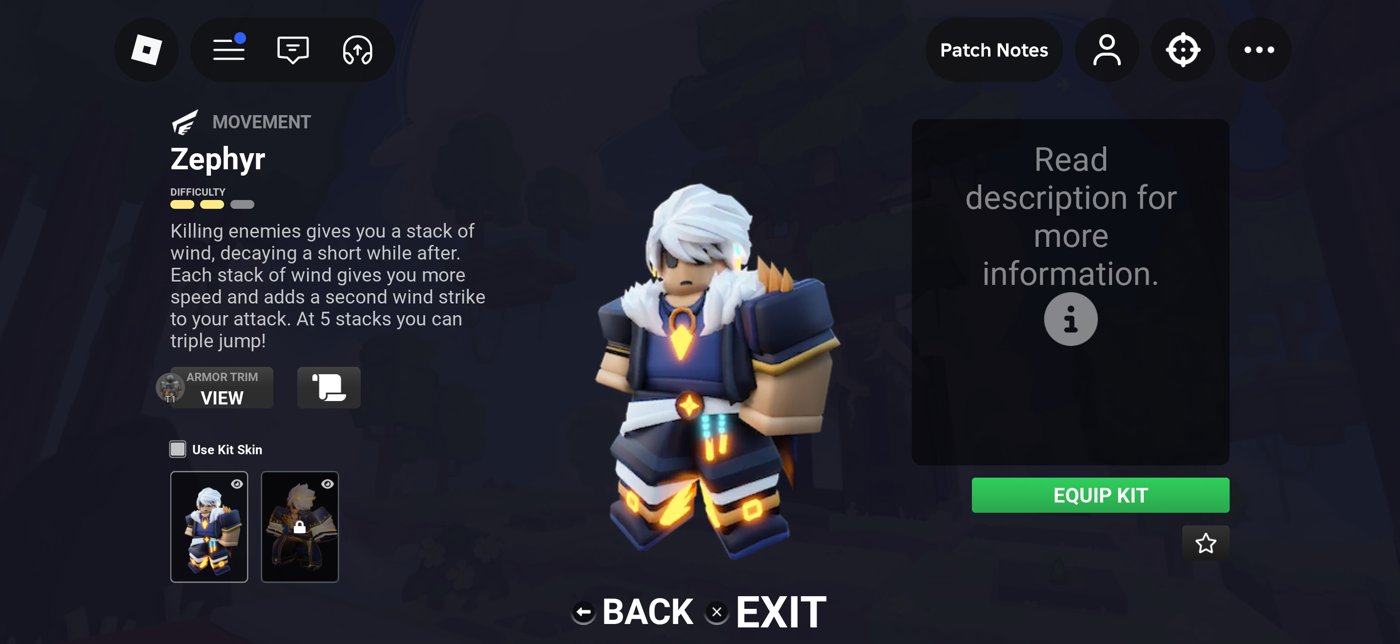 Patch Notes
MOVEMENT
Zephyr
DIFFICULTY
Killing enemies gives you a stack of
wind, decaying a short while after.
Each stack of wind gives you more
speed and adds a second wind strike
to your attack. At 5 stacks you can
triple jump!
ARMOR TRIM
VIEW
Use Kit Skin
Read
description for
more
information.
EQUIP KIT
BACK EXIT